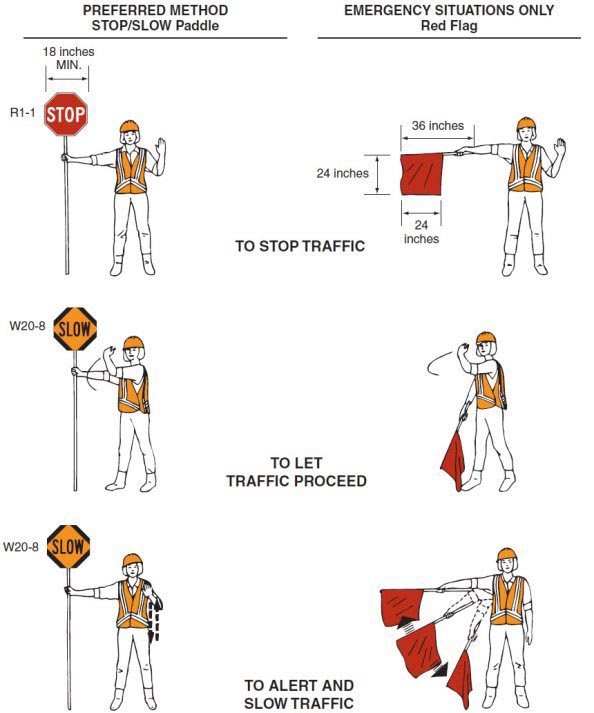 PREFERRED METHOD
STOP/SLOW Paddle
EMERGENCY SITUATIONS ONLY
Red Flag
18 inches
MIN.
R1-1
STOP
36 inches
24 inches
24
inches
TO STOP TRAFFIC
W20-8
SLOW
TO LET
TRAFFIC PROCEED
W20-8
SLOW
TO ALERT AND
SLOW TRAFFIC